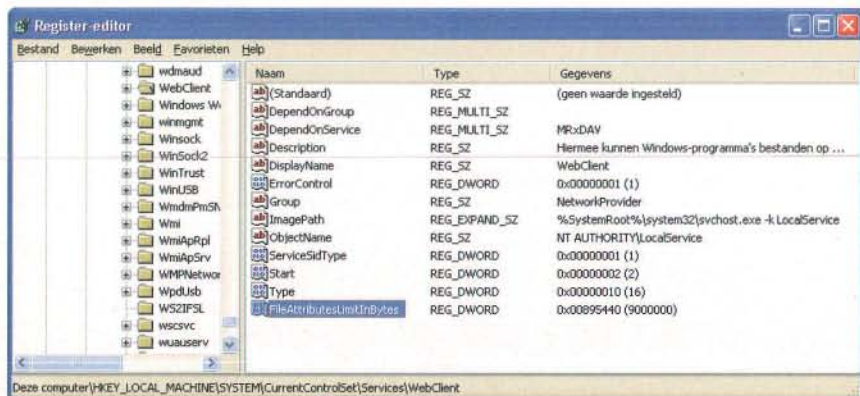 Register-editor
Bestand Bewerken Beeld Favorieten Help
wdmaud
WebClient
Windows W
winmgmt
Winsock
WinSock2
WinTrust
WinUSB
WmdmPmSN
Wmi
WmiApRpl
WmiApSrv
WMPNetwor
WpdUsb
WS2IFSL
wscsvc
wuauserv
Naam Type Gegevens
(Standaard) REG_SZ (geen waarde ingesteld)
DependOnGroup REG_MULTI_SZ
DependOnService REG_MULTI_SZ MRxDAV
Description REG_SZ Hiermee kunnen Windows-programma's bestanden op ...
DisplayName REG_SZ WebClient
ErrorControl REG_DWORD 0x00000001 (1)
Group REG_SZ NetworkProvider
ImagePath REG_EXPAND_SZ %SystemRoot%\system32\svchost.exe -k LocalService
ObjectName REG_SZ NT AUTHORITY\LocalService
ServiceSidType REG_DWORD 0x00000001 (1)
Start REG_DWORD 0x00000002 (2)
Type REG_DWORD 0x00000010 (16)
FileAttributesLimitInBytes REG_DWORD 0x00895440 (9000000)
Deze computer\HKEY_LOCAL_MACHINE\SYSTEM\CurrentControlSet\Services\WebClient